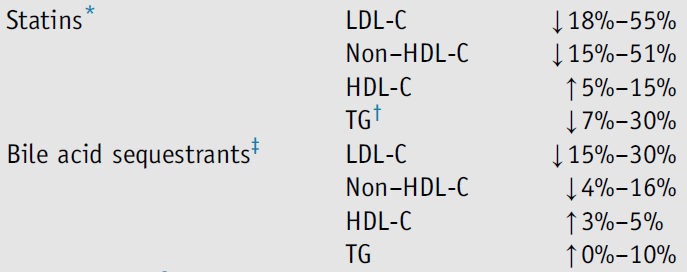 Statins* LDL-C ↓18%–55%
Non–HDL-C ↓15%–51%
HDL-C ↑5%–15%
TG† ↓7%–30%
Bile acid sequestrants‡ LDL-C ↓15%–30%
Non–HDL-C ↓4%–16%
HDL-C ↑3%–5%
TG ↑0%–10%